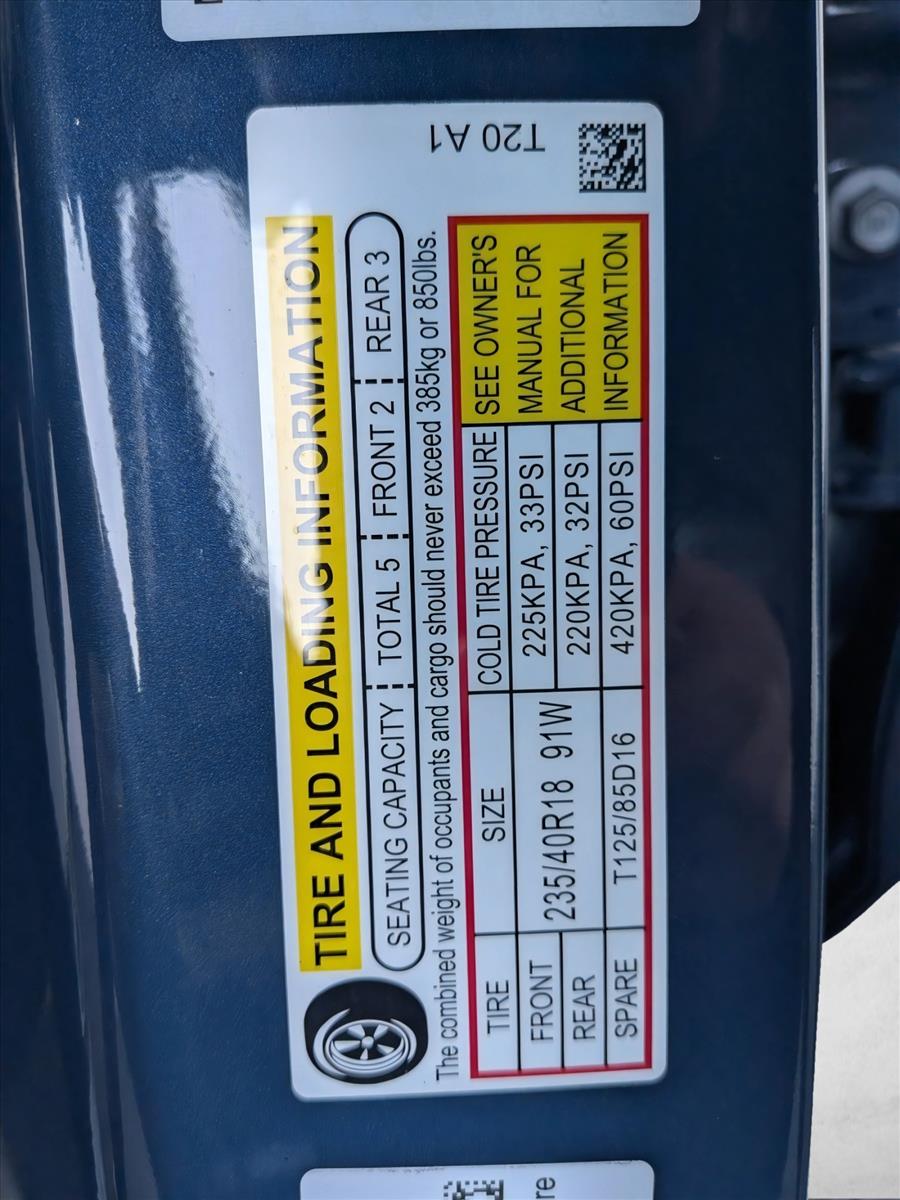 TIRE AND LOADING INFORMATION
SEATING CAPACITY TOTAL 5 FRONT 2 REAR 3
The combined weight of occupants and cargo should never exceed 385kg or 850lbs.
TIRE SIZE COLD TIRE PRESSURE
FRONT 235/40R18 91W 225KPA, 33PSI
REAR 220KPA, 32PSI
SPARE T125/85D16 420KPA, 60PSI
SEE OWNER'S
MANUAL FOR
ADDITIONAL
INFORMATION
T20 A1
re